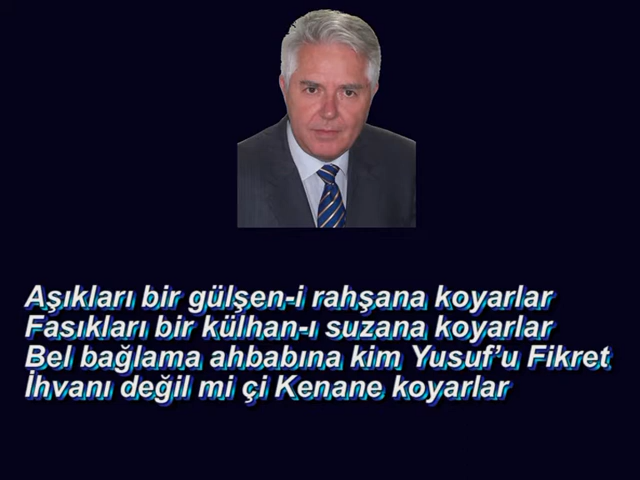 Aşıkları bir gülşen-i rahşana koyarlar
Fasıkları bir külhan-ı suzana koyarlar
Bel bağlama ahbabına kim Yusuf'u Fikret
İhvanı değil mi çi Kenane koyarlar